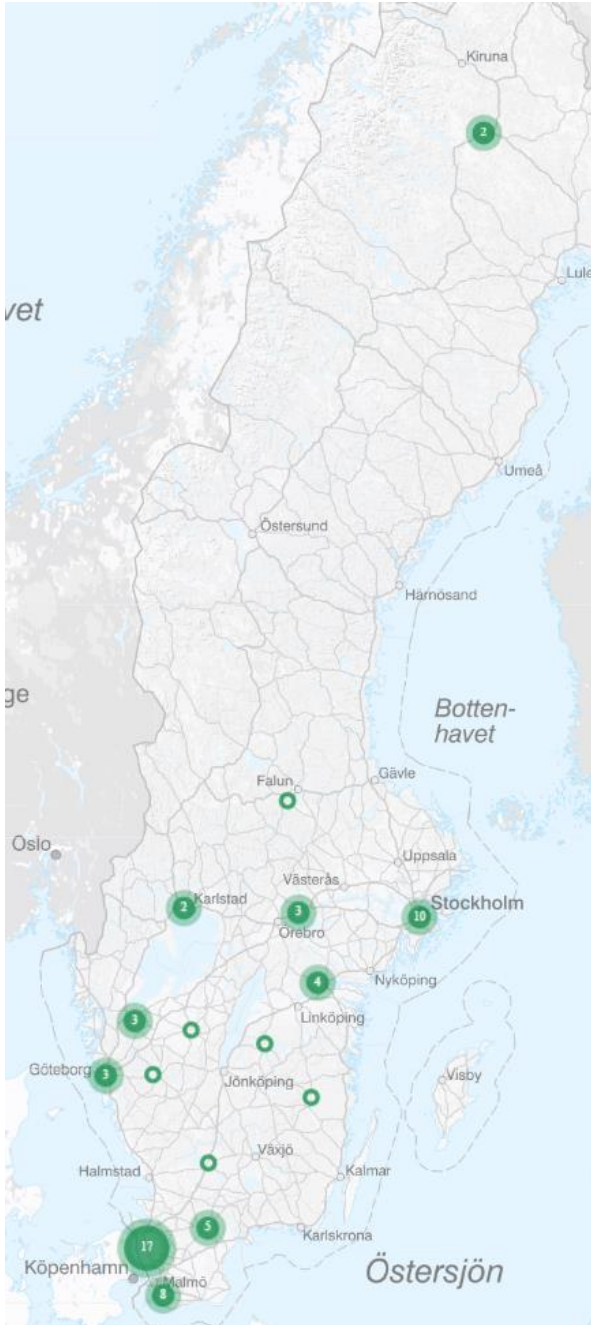 Kiruna
2
Lule
vet
Umeå
Östersund
Härnösand
ge
Botten-
havet
Gävle
Falun
Oslo
Uppsala
Västerås
2
Karlstad
3
10
Stockholm
Örebro
Nyköping
4
3
Linköping
Göteborg
3
Jönköping
Visby
Växjö
Halmstad
Kalmar
5
Karlskrona
17
Köpenhamn
Malmö
8
Östersjön